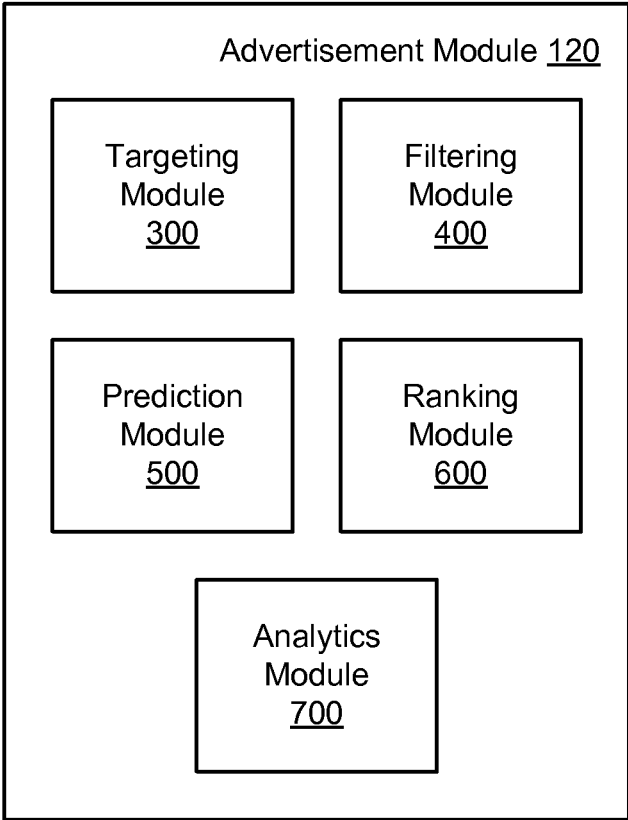 Advertisement Module 120
Targeting
Module
300
Filtering
Module
400
Prediction
Module
500
Ranking
Module
600
Analytics
Module
700